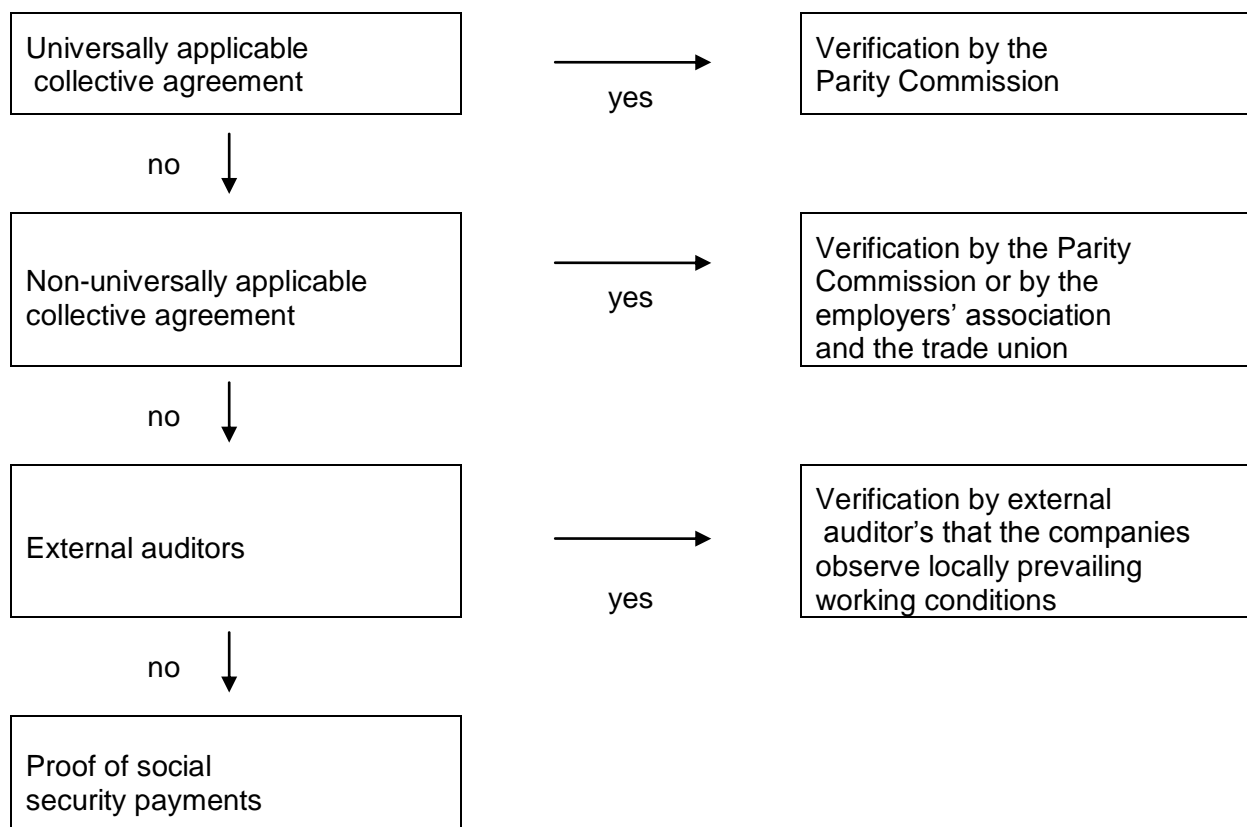 Universally applicable
collective agreement
yes
Verification by the
Parity Commission
no
Non-universally applicable
collective agreement
yes
Verification by the Parity
Commission or by the
employers’ association
and the trade union
no
External auditors
yes
Verification by external
auditor’s that the companies
observe locally prevailing
working conditions
no
Proof of social
security payments